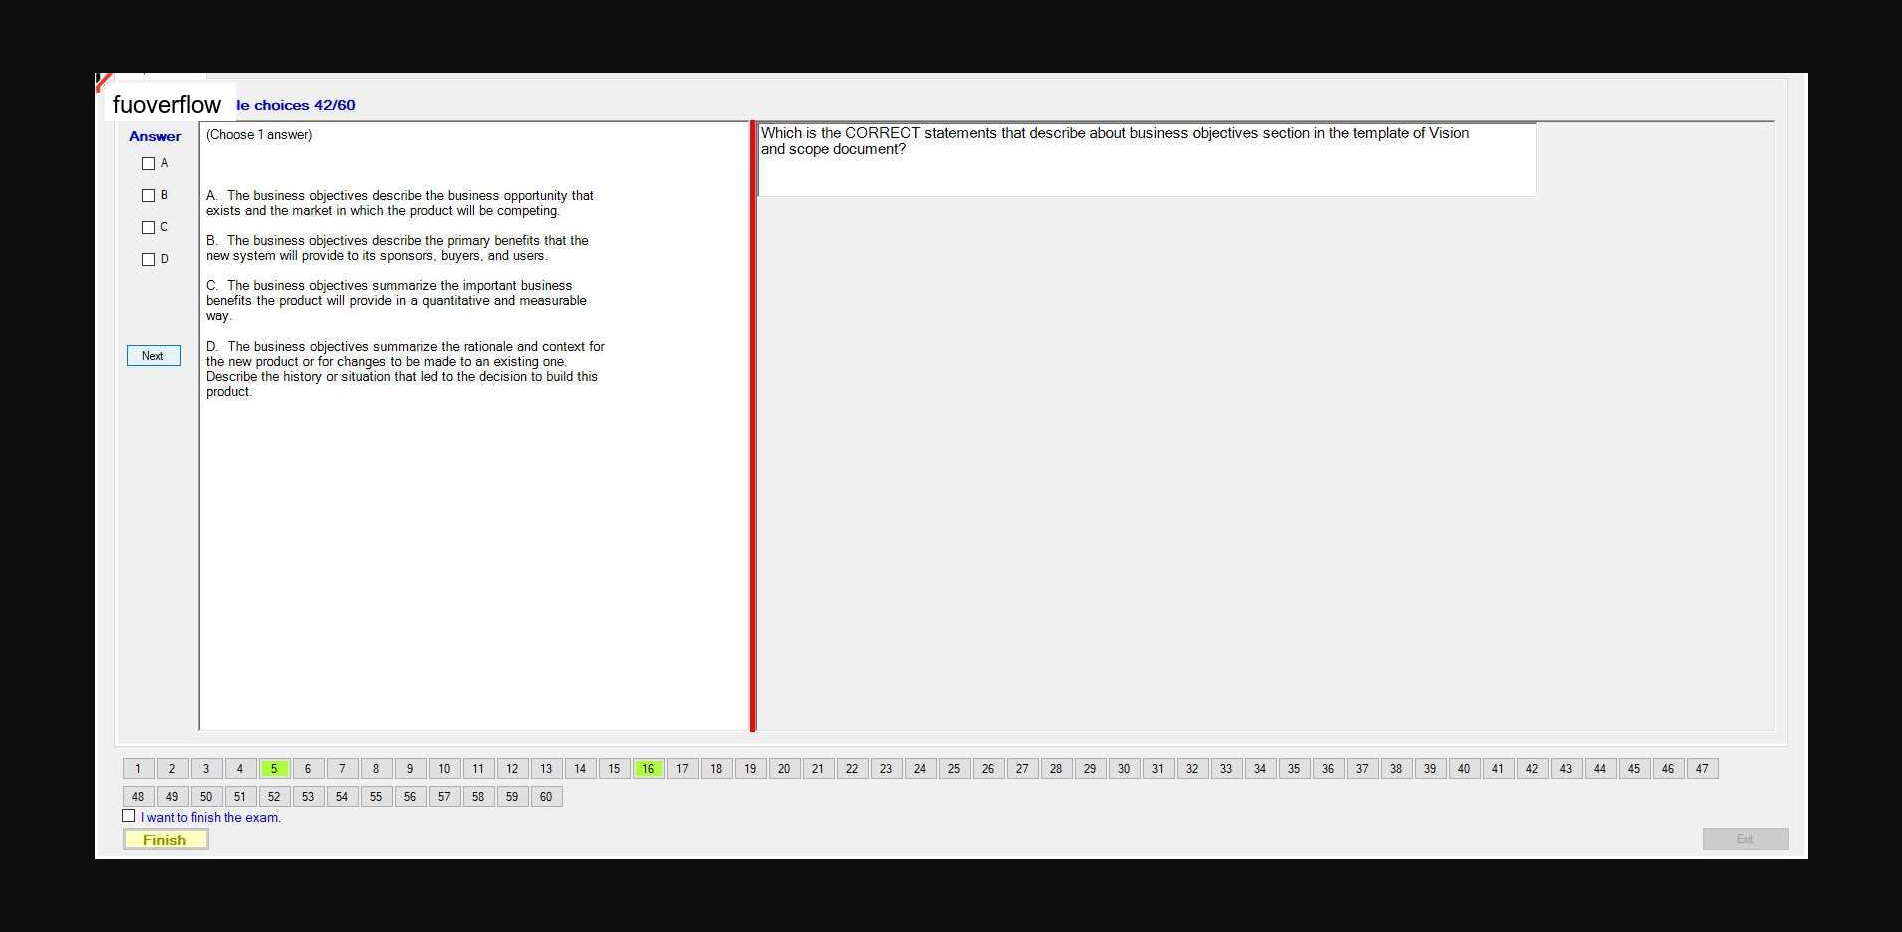 fuoverflow
le choices 42/60
Answer
A
B
C
D
Next
(Choose 1 answer)
A. The business objectives describe the business opportunity that
exists and the market in which the product will be competing.
B. The business objectives describe the primary benefits that the
new system will provide to its sponsors, buyers, and users.
C. The business objectives summarize the important business
benefits the product will provide in a quantitative and measurable
way.
D. The business objectives summarize the rationale and context for
the new product or for changes to be made to an existing one.
Describe the history or situation that led to the decision to build this
product.
Which is the CORRECT statements that describe about business objectives section in the template of Vision
and scope document?
1 2 3 4 5 6 7 8 9 10 11 12 13 14 15 16 17 18 19 20 21 22 23 24 25 26 27 28 29 30 31 32 33 34 35 36 37 38 39 40 41 42 43 44 45 46 47
48 49 50 51 52 53 54 55 56 57 58 59 60
I want to finish the exam.
Finish
Exit